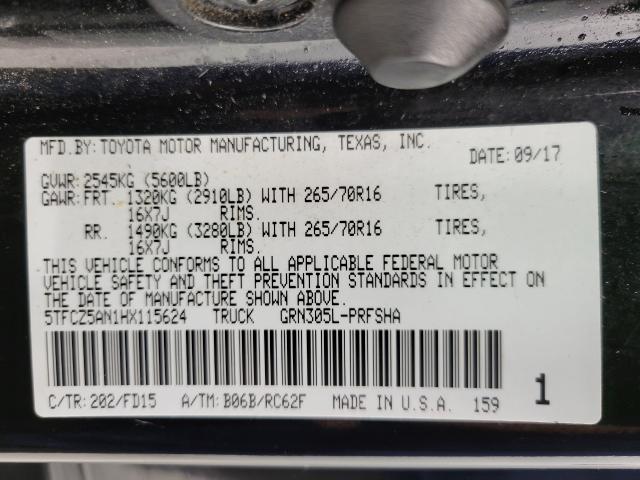 MFD.BY: TOYOTA MOTOR MANUFACTURING, TEXAS, INC.
DATE: 09/17
GVWR: 2545KG (5600LB)
GAWR: FRT. 1320KG (2910LB) WITH 265/70R16 TIRES,
16X7J RIMS.
RR. 1490KG (3280LB) WITH 265/70R16 TIRES,
16X7J RIMS.
THIS VEHICLE CONFORMS TO ALL APPLICABLE FEDERAL MOTOR
VEHICLE SAFETY AND THEFT PREVENTION STANDARDS IN EFFECT ON
THE DATE OF MANUFACTURE SHOWN ABOVE.
5TFCZ5AN1HX115624 TRUCK GRN305L-PRFSHA
1
C/TR: 202/FD15 A/TM: B06B/RC62F MADE IN U.S.A. 159